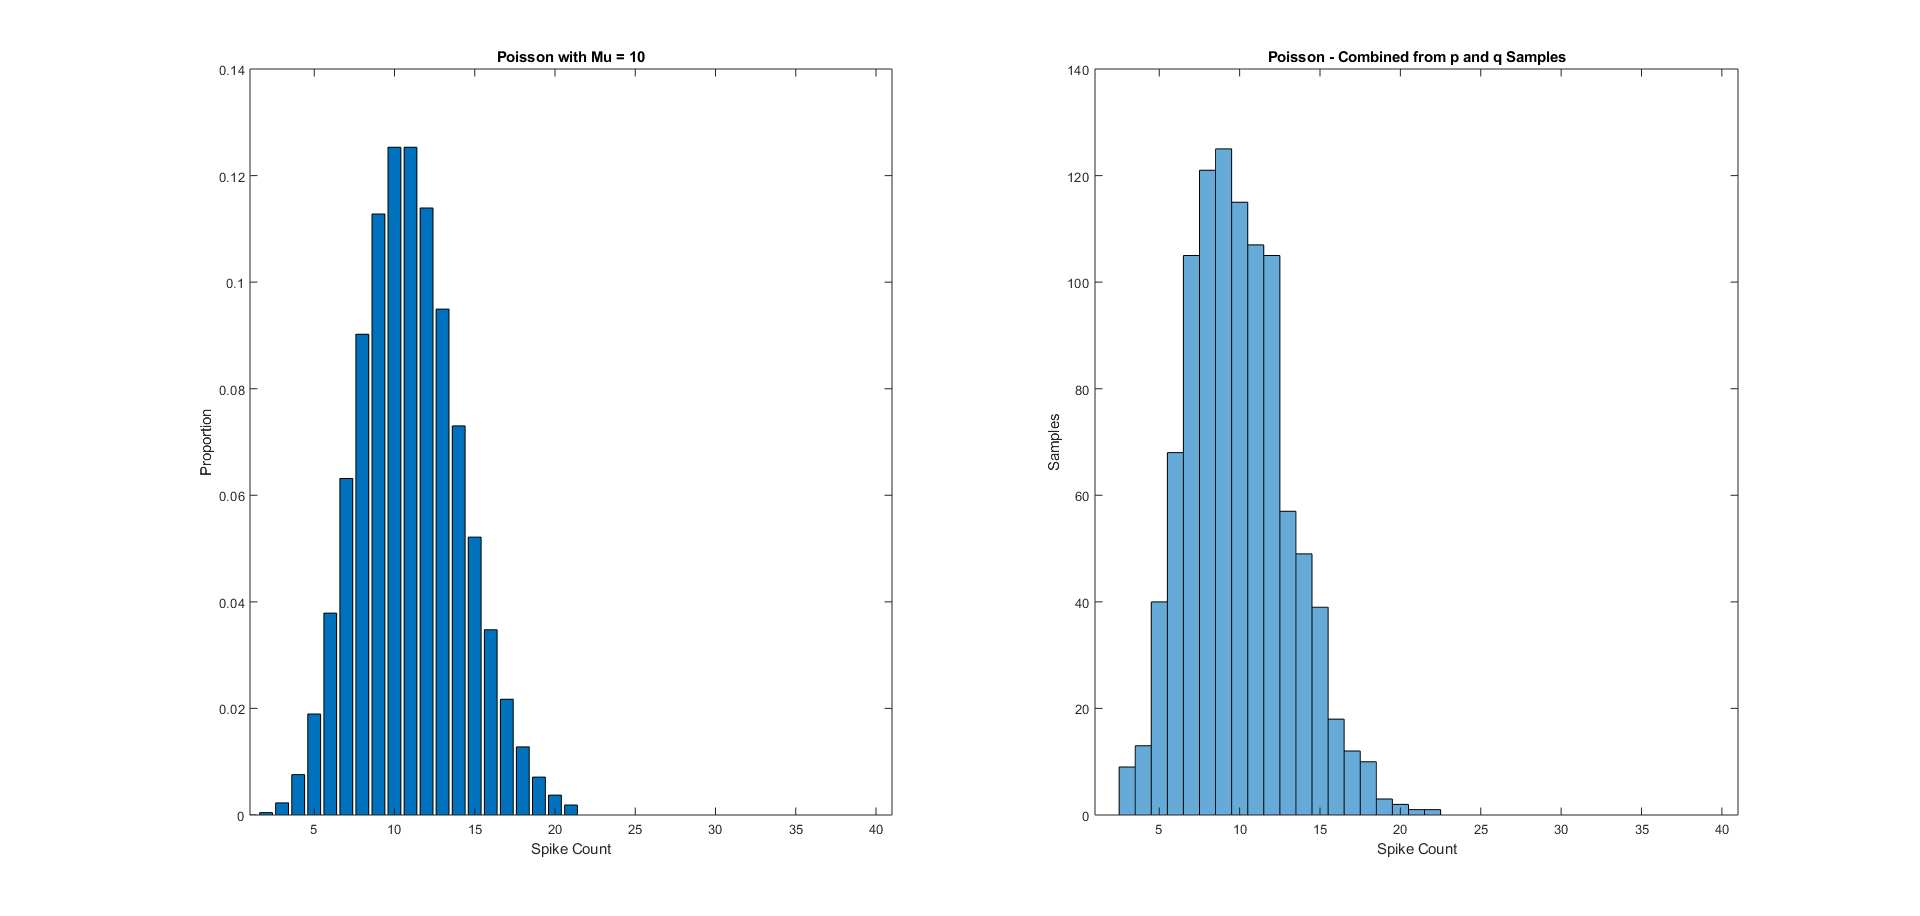 Poisson with Mu = 10
0.14
0.12
0.1
0.08
0.06
0.04
0.02
0
Proportion
5 10 15 20 25 30 35 40
Spike Count
Poisson - Combined from p and q Samples
140
120
100
80
60
40
20
0
Samples
5 10 15 20 25 30 35 40
Spike Count